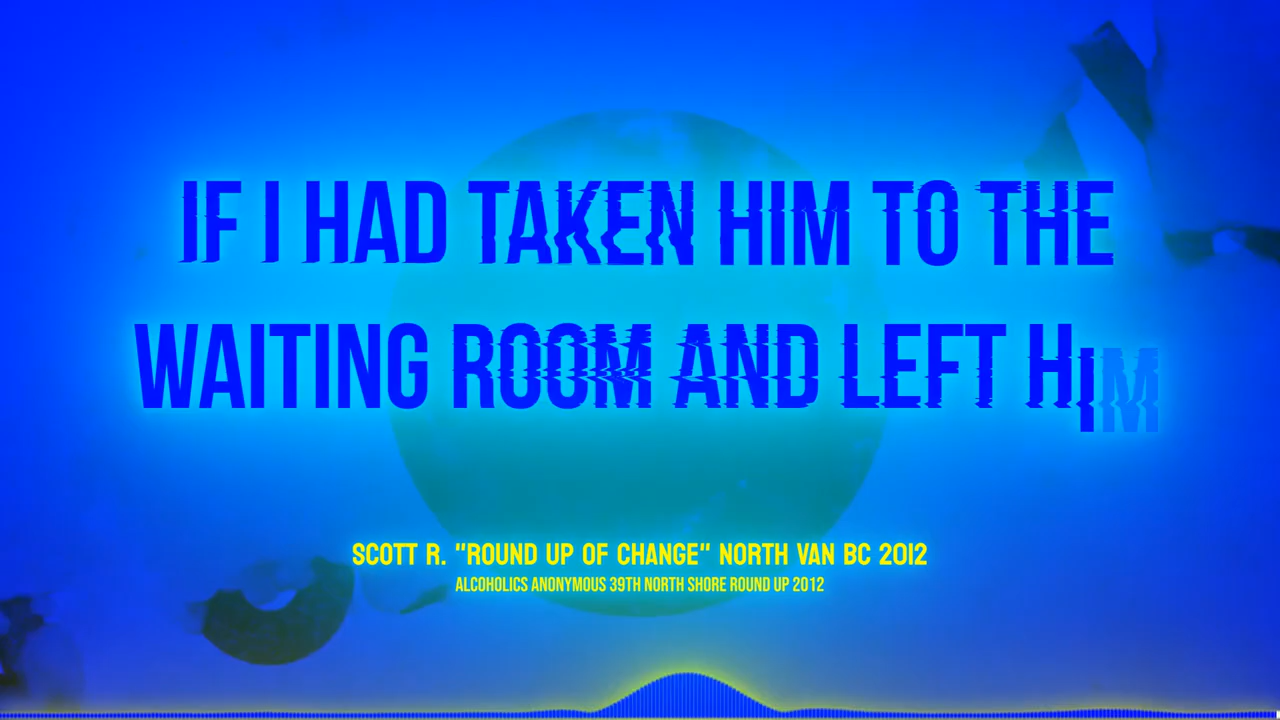 IF I HAD TAKEN HIM TO THE
WAITING ROOM AND LEFT HIM
SCOTT R. "ROUND UP OF CHANGE" NORTH VAN BC 2012
ALCOHOLICS ANONYMOUS 39TH NORTH SHORE ROUND UP 2012